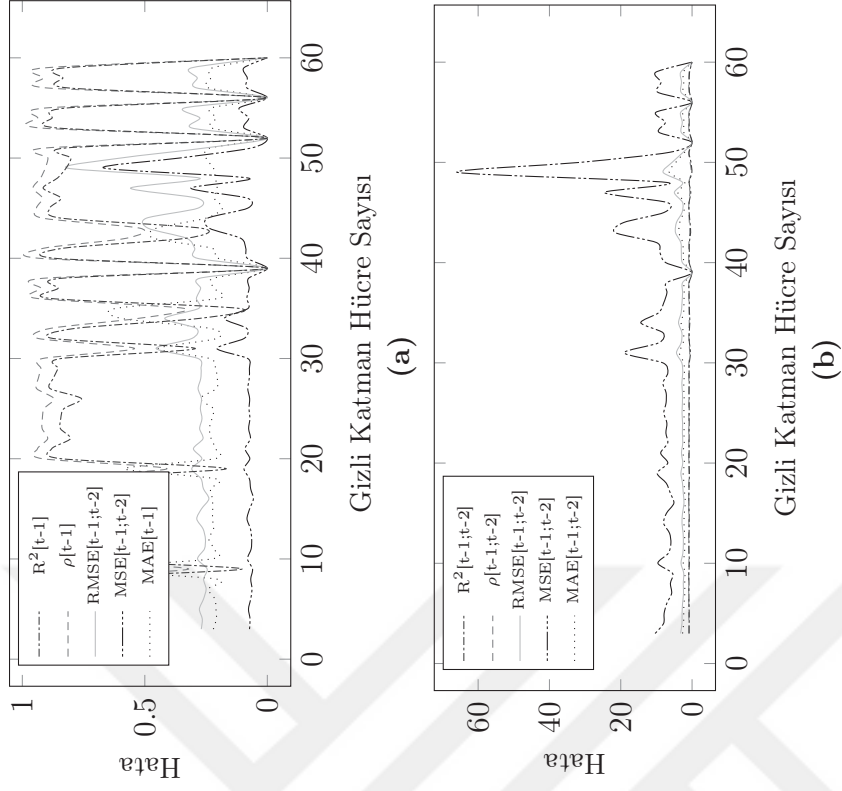 R²[t-1]
ρ[t-1]
RMSE[t-1;t-2]
MSE[t-1;t-2]
MAE[t-1]
Hata
1
0.5
0
0 10 20 30 40 50 60
Gizli Katman Hücre Sayısı
(a)
R²[t-1;t-2]
ρ[t-1;t-2]
RMSE[t-1;t-2]
MSE[t-1;t-2]
MAE[t-1;t-2]
Hata
60
40
20
0
0 10 20 30 40 50 60
Gizli Katman Hücre Sayısı
(b)